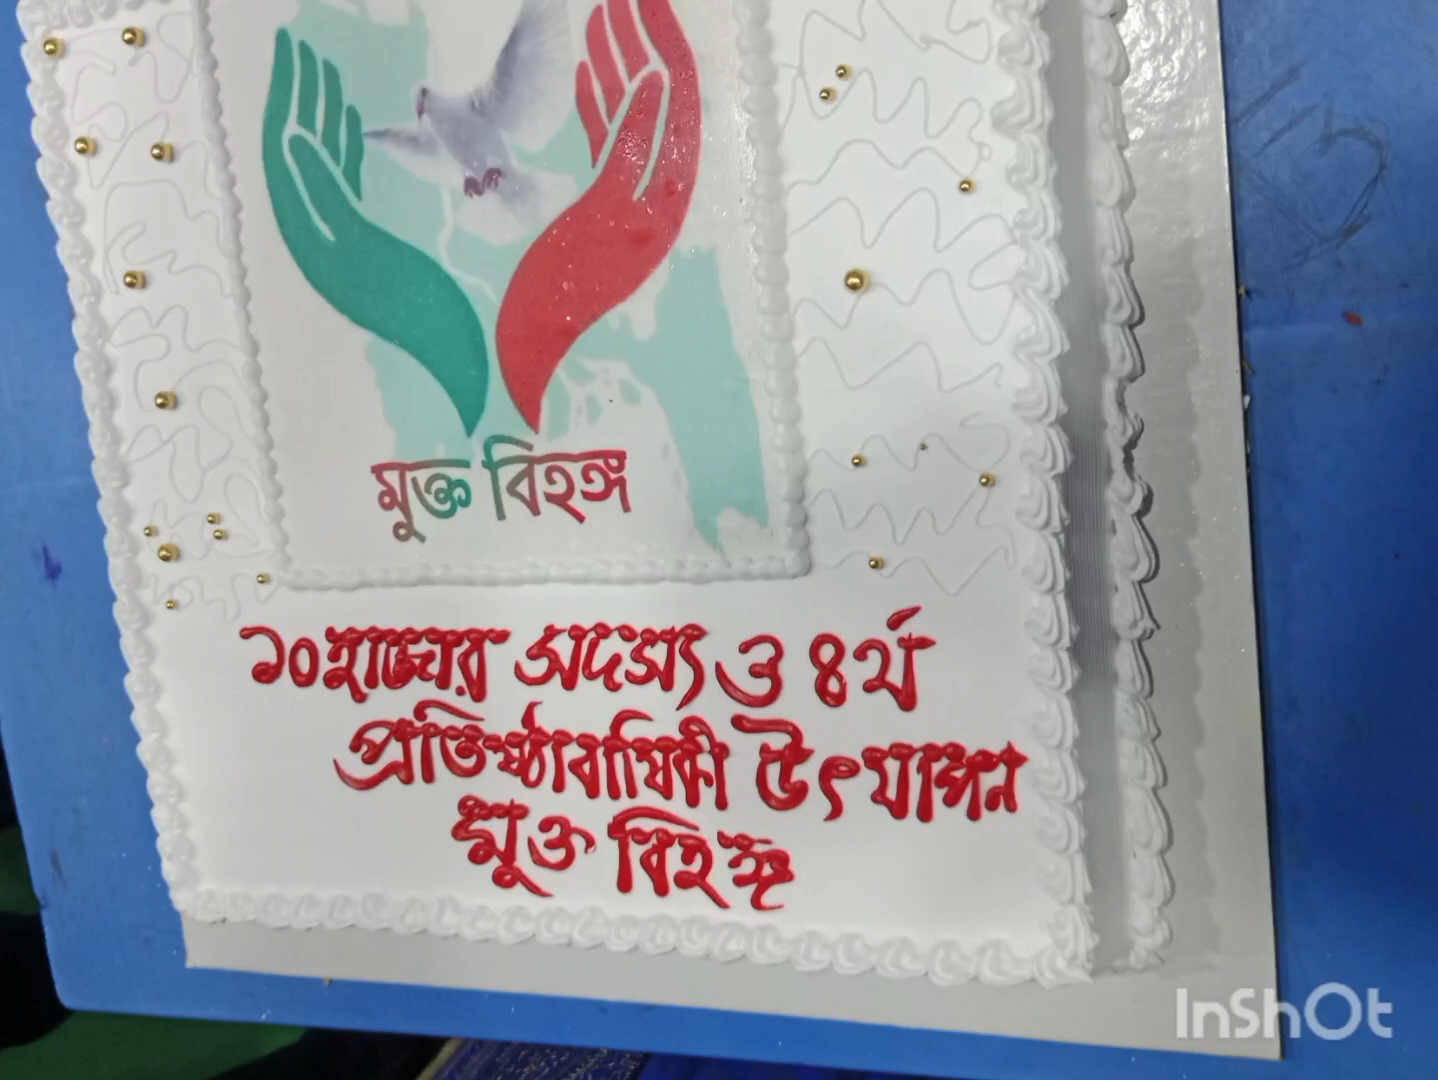 মুক্ত বিহঙ্গ
১০হাজার সদস্য ও ৪র্থ
প্রতিষ্ঠাবার্ষিকী উৎযাপন
মুক্ত বিহঙ্গ
InShOt